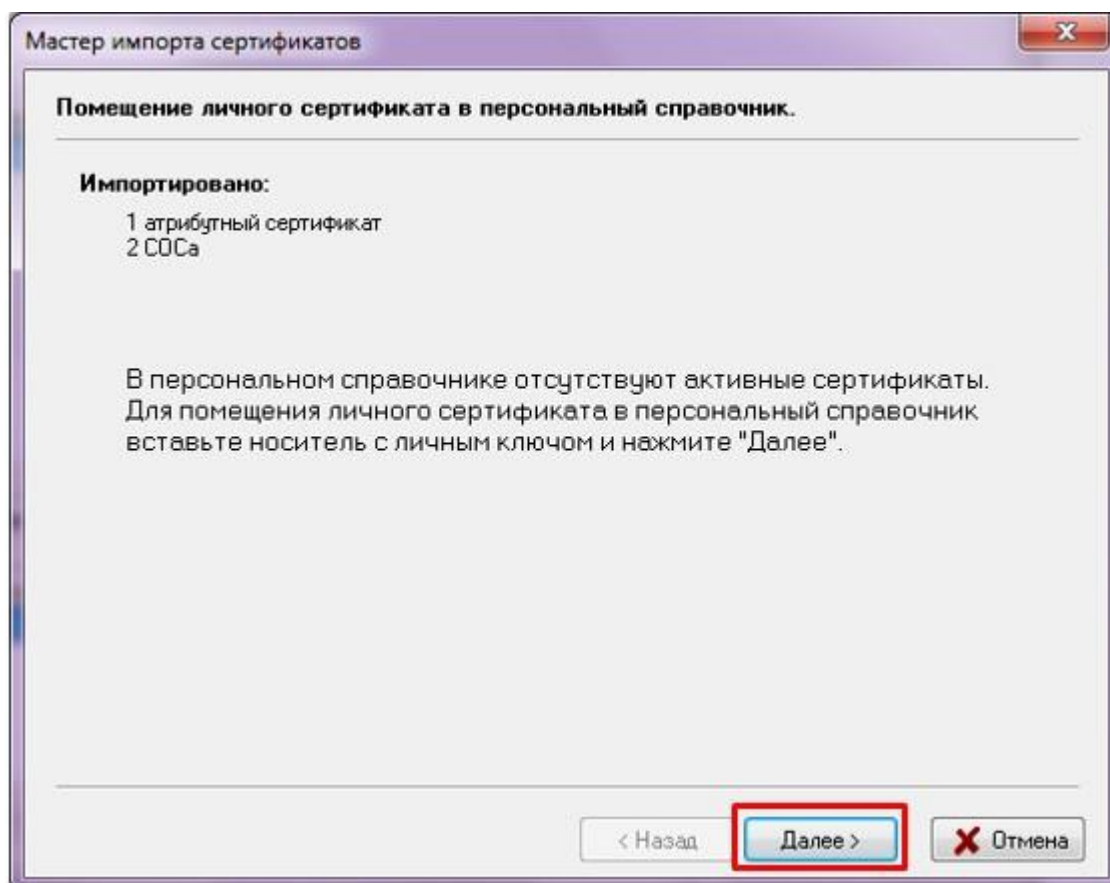 Мастер импорта сертификатов
Помещение личного сертификата в персональный справочник.
Импортировано:
1 атрибутный сертификат
2 СОСа
В персональном справочнике отсутствуют активные сертификаты.
Для помещения личного сертификата в персональный справочник
вставьте носитель с личным ключом и нажмите "Далее".
< Назад
Далее >
Отмена